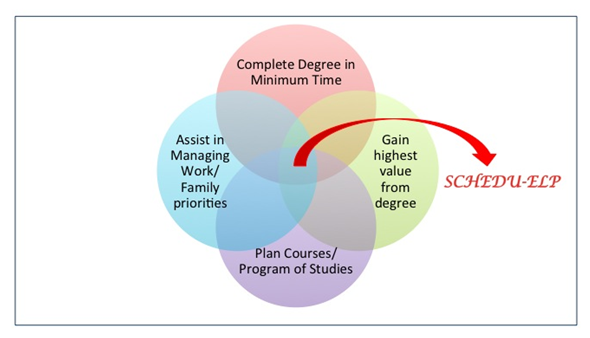 Complete Degree in
Minimum Time
Assist in
Managing
Work/
Family
priorities
Gain
highest
value
from
degree
SCHEDU-ELP
Plan Courses/
Program of Studies